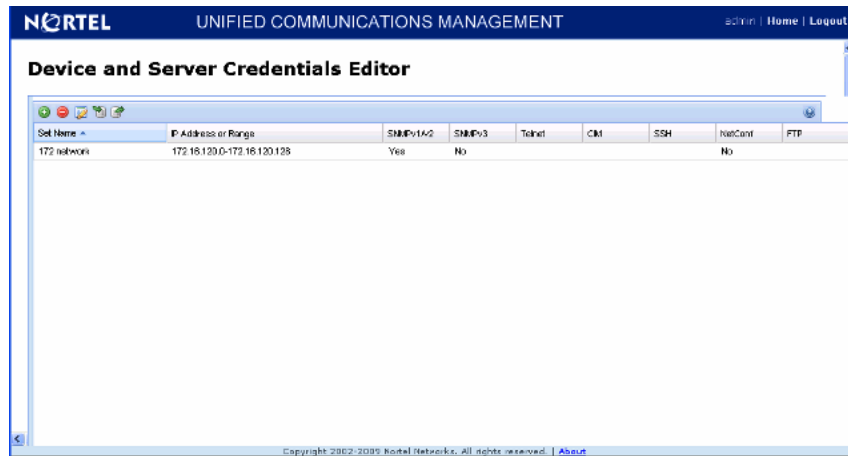 NORTEL UNIFIED COMMUNICATIONS MANAGEMENT admin | Home | Logout
Device and Server Credentials Editor
Set Name IP Address or Range SNMPv1/v2 SNMPv3 Telnet CIM SSH NetConf FTP
172 network 172.16.120.0-172.16.120.128 Yes No No
Copyright 2002-2009 Nortel Networks. All rights reserved. | About